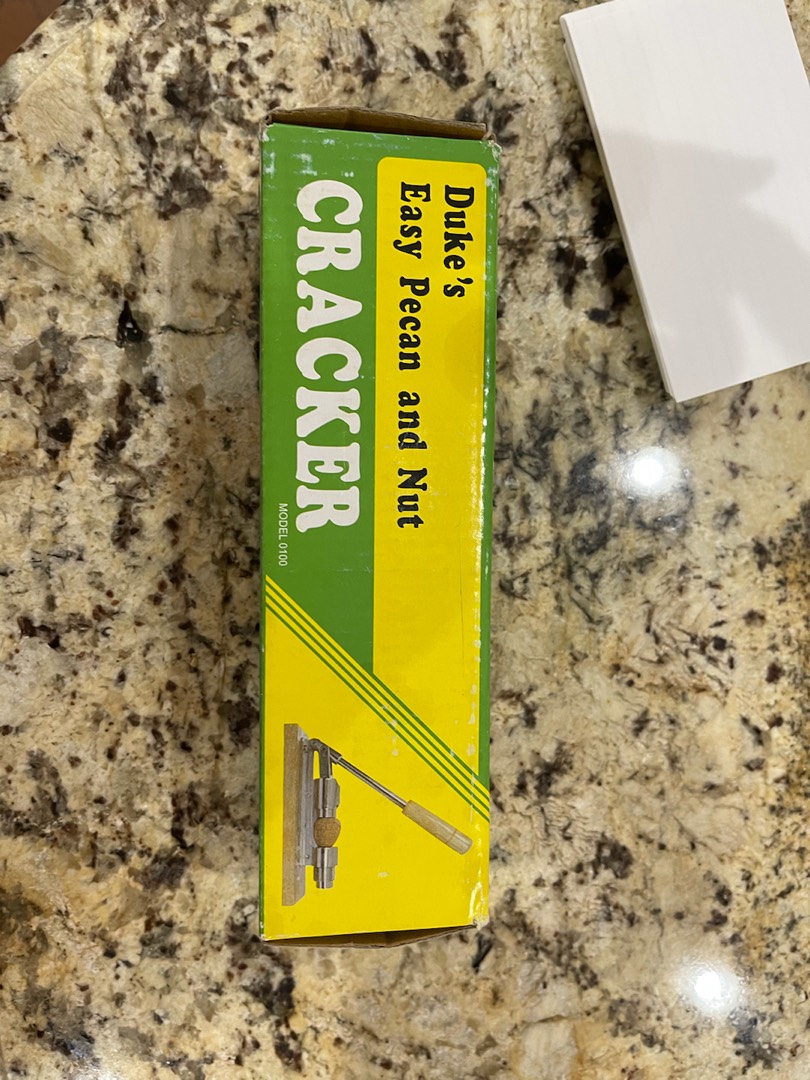 Duke's
Easy Pecan and Nut
CRACKER
MODEL 0100